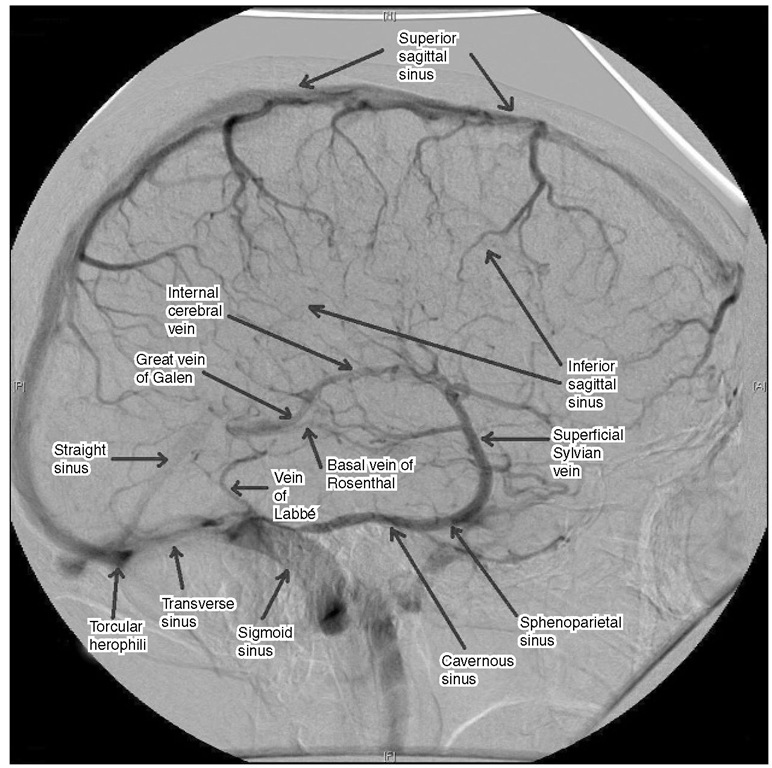 [H]
Superior
sagittal
sinus
Internal
cerebral
vein
Great vein
of Galen
[P]
[A]
Inferior
sagittal
sinus
Straight
sinus
Superficial
Sylvian
vein
Basal vein of
Rosenthal
Vein
of
Labbé
Transverse
sinus
Torcular
herophili
Sigmoid
sinus
Sphenoparietal
sinus
Cavernous
sinus
[F]